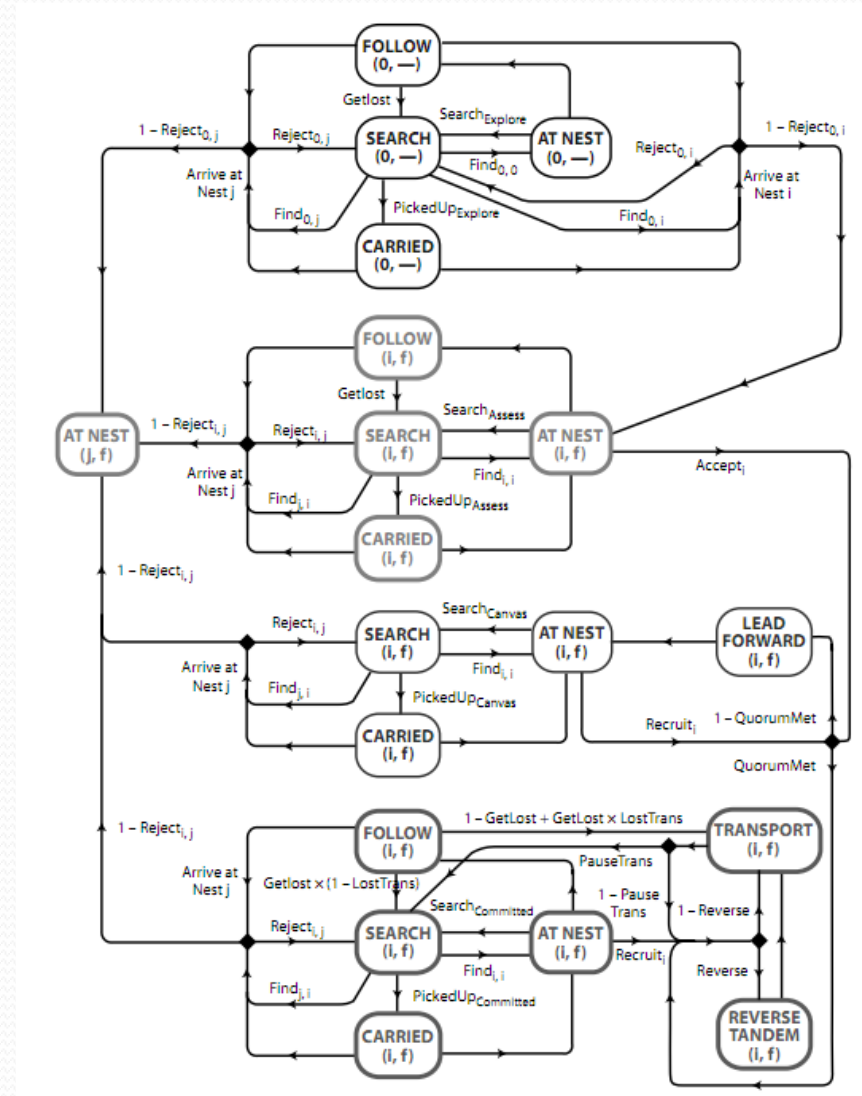 FOLLOW
(0, —)
Getlost
Search_Explore
1 – Reject_0, j
Reject_0, j
SEARCH
(0, —)
AT NEST
(0, —)
Reject_0, i
1 – Reject_0, i
Find_0, 0
Arrive at
Nest j
Arrive at
Nest i
Find_0, j
PickedUp_Explore
Find_0, i
CARRIED
(0, —)
FOLLOW
(i, f)
Getlost
Search_Assess
AT NEST
(j, f)
1 – Reject_i, j
Reject_i, j
SEARCH
(i, f)
AT NEST
(i, f)
Accept_i
Find_i, i
Arrive at
Nest j
Find_j, i
PickedUp_Assess
CARRIED
(i, f)
1 – Reject_i, j
Reject_i, j
SEARCH
(i, f)
Search_Canvas
AT NEST
(i, f)
LEAD
FORWARD
(i, f)
Find_i, i
Arrive at
Nest j
Find_j, i
PickedUp_Canvas
Recruit_i
1 – QuorumMet
CARRIED
(i, f)
QuorumMet
1 – Reject_i, j
FOLLOW
(i, f)
1 – GetLost + GetLost × LostTrans
TRANSPORT
(i, f)
PauseTrans
Arrive at
Nest j
Getlost × (1 – LostTrans)
1 – Pause
Trans
Search_Committed
1 – Reverse
Reject_i, j
SEARCH
(i, f)
AT NEST
(i, f)
Recruit_i
Find_i, i
Reverse
Find_j, i
PickedUp_Committed
REVERSE
TANDEM
(i, f)
CARRIED
(i, f)